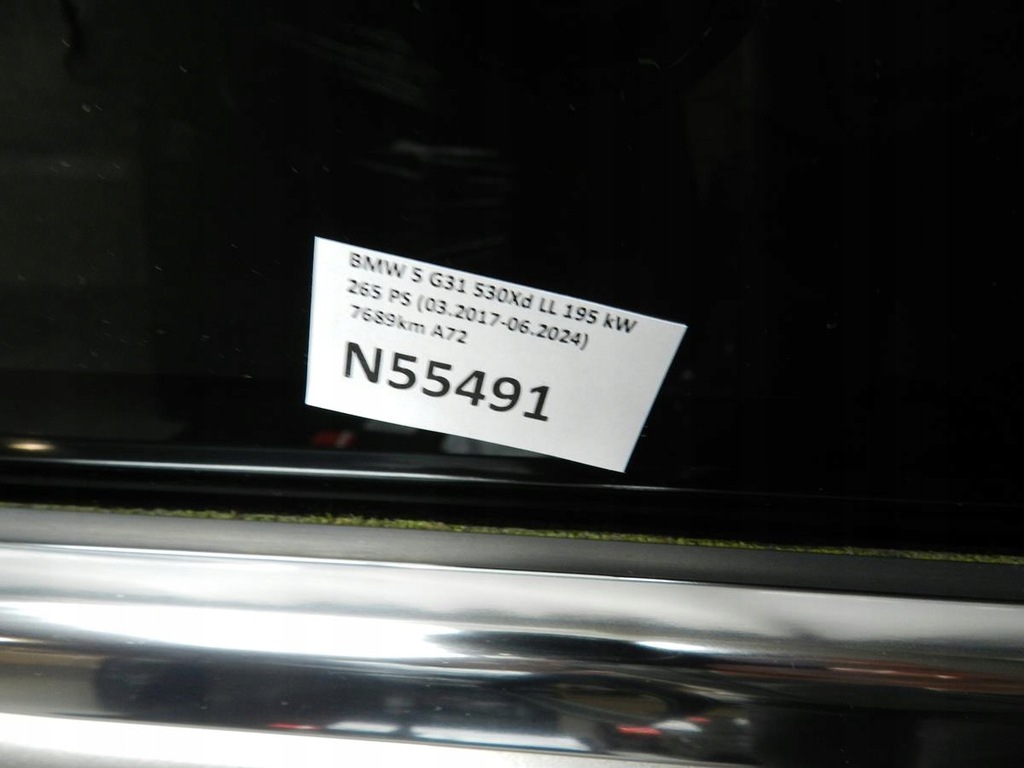 BMW 5 G31 530Xd LL 195 kW
265 PS (03.2017-06.2024)
7689km A72
N55491